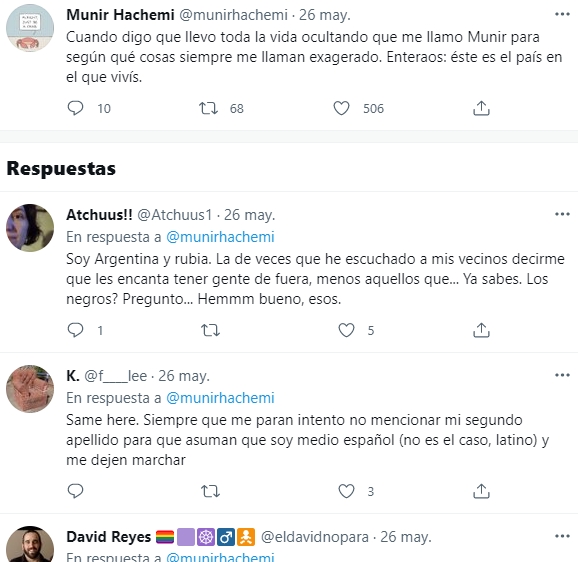 Munir Hachemi @munirhachemi · 26 may.
Cuando digo que llevo toda la vida ocultando que me llamo Munir para
según qué cosas siempre me llaman exagerado. Enteraos: éste es el país en
el que vivís.
10 68 506
Respuestas
Atchuus!! @Atchuus1 · 26 may.
En respuesta a @munirhachemi
Soy Argentina y rubia. La de veces que he escuchado a mis vecinos decirme
que les encanta tener gente de fuera, menos aquellos que... Ya sabes. Los
negros? Pregunto... Hemmm bueno, esos.
1 5
K. @f____lee · 26 may.
En respuesta a @munirhachemi
Same here. Siempre que me paran intento no mencionar mi segundo
apellido para que asuman que soy medio español (no es el caso, latino) y
me dejen marchar
3
David Reyes @eldavidnopara · 26 may.
En respuesta a @munirhachemi